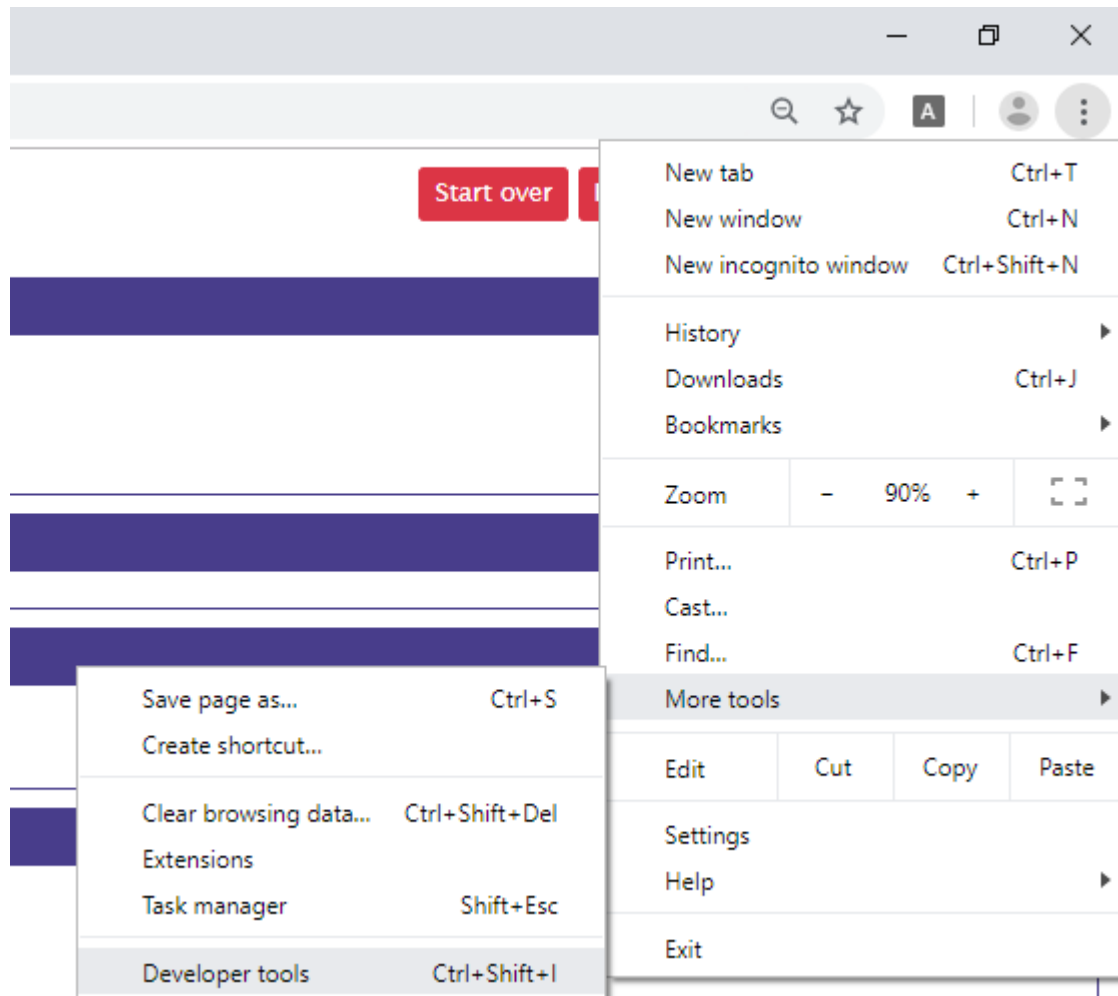 A
Start over
New tab Ctrl+T
New window Ctrl+N
New incognito window Ctrl+Shift+N
History
Downloads Ctrl+J
Bookmarks
Zoom - 90% +
Print... Ctrl+P
Cast...
Find... Ctrl+F
More tools
Edit Cut Copy Paste
Settings
Help
Exit
Save page as... Ctrl+S
Create shortcut...
Clear browsing data... Ctrl+Shift+Del
Extensions
Task manager Shift+Esc
Developer tools Ctrl+Shift+I